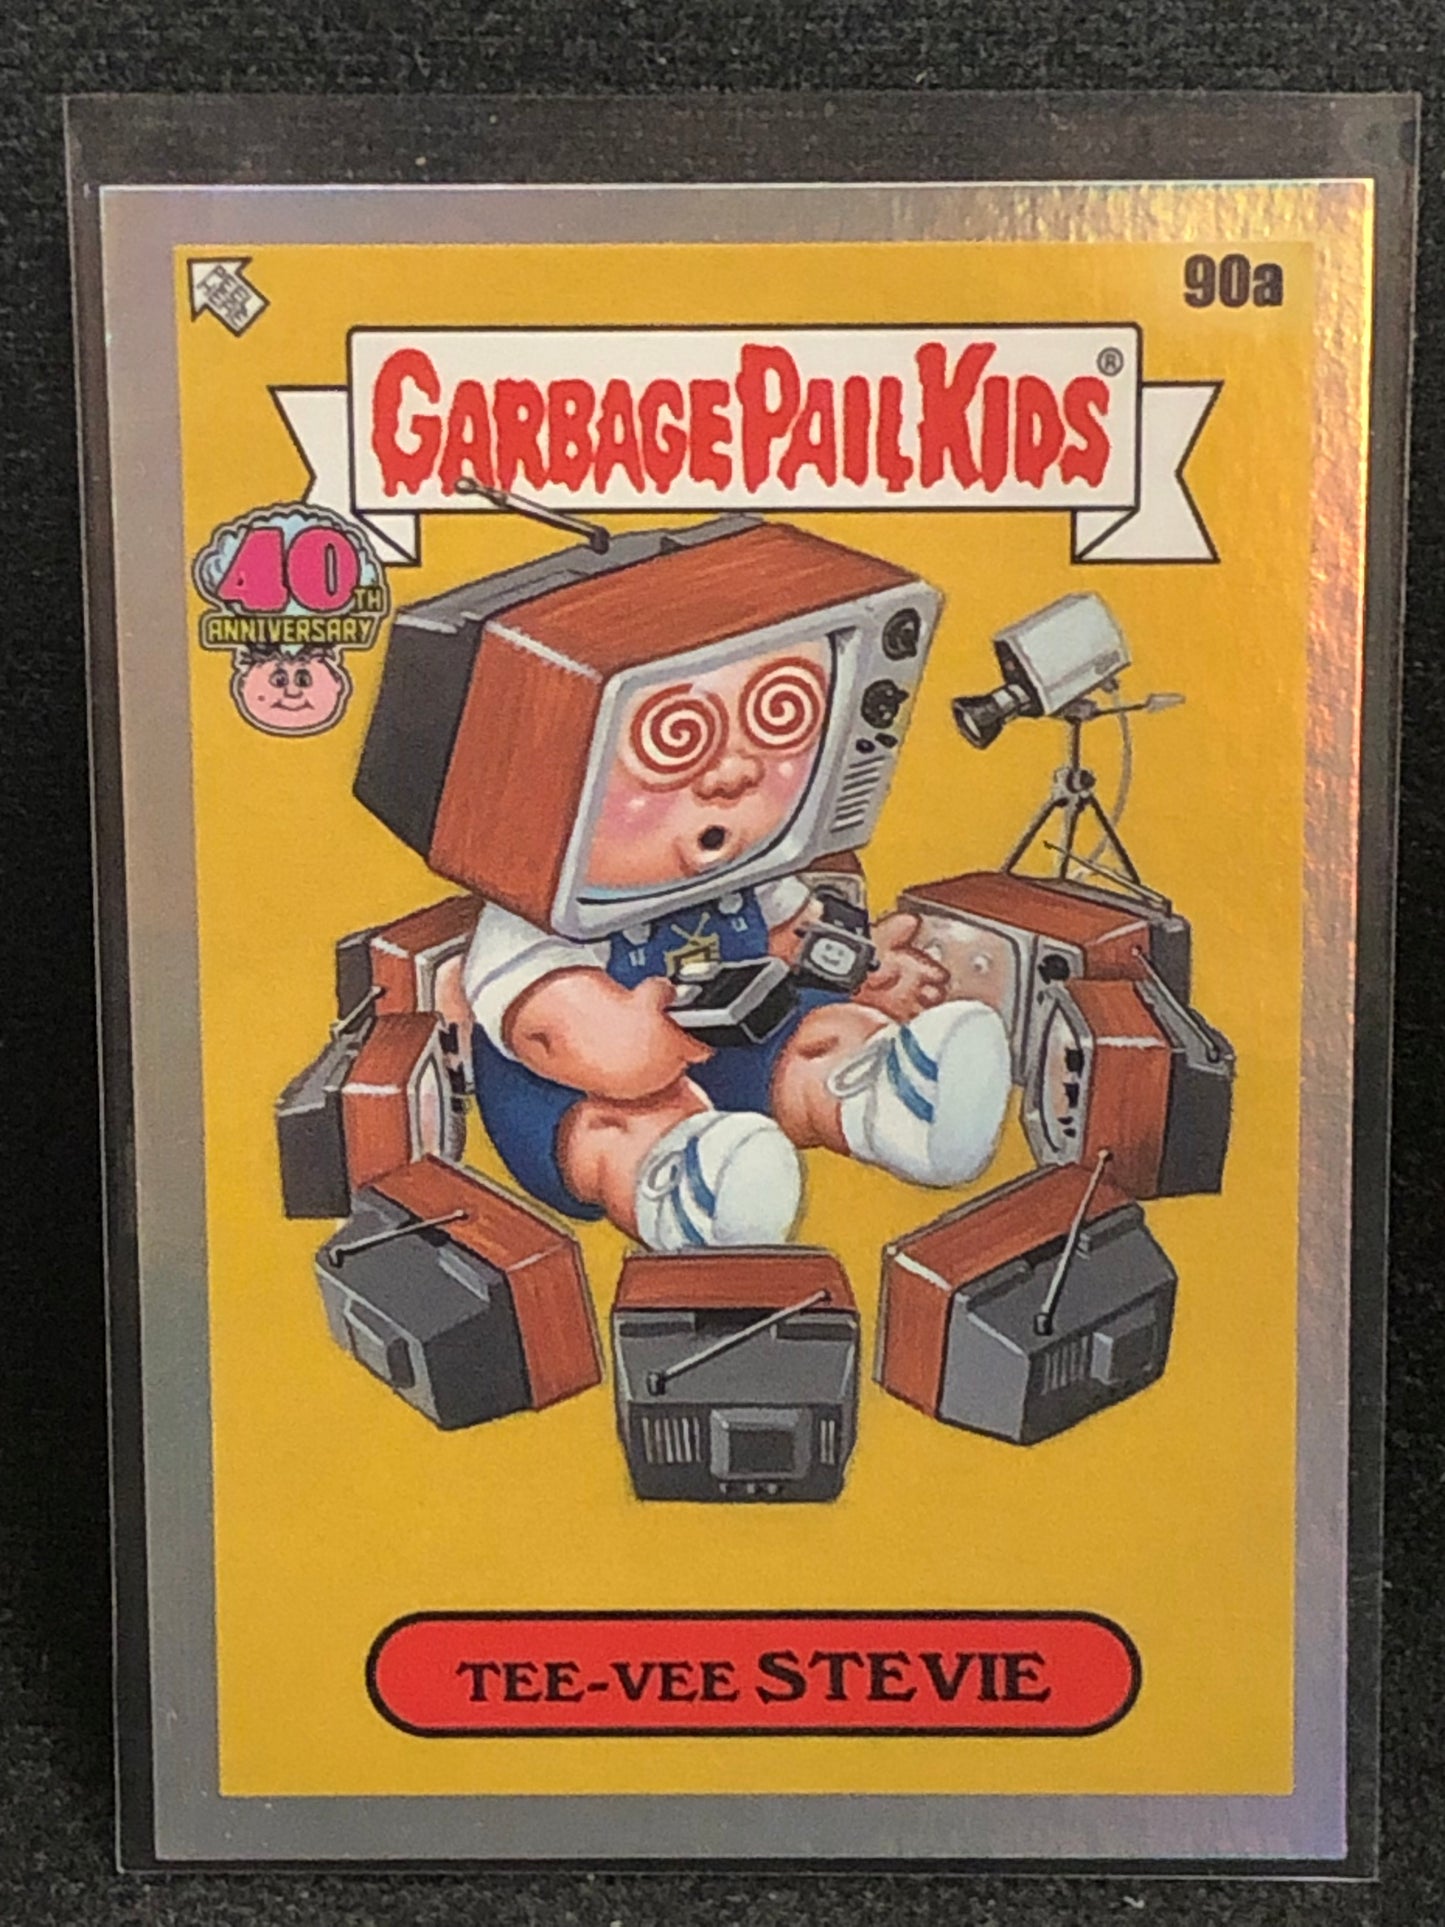 90a
GARBAGE PAIL KIDS®
40TH
ANNIVERSARY
TEE-VEE STEVIE